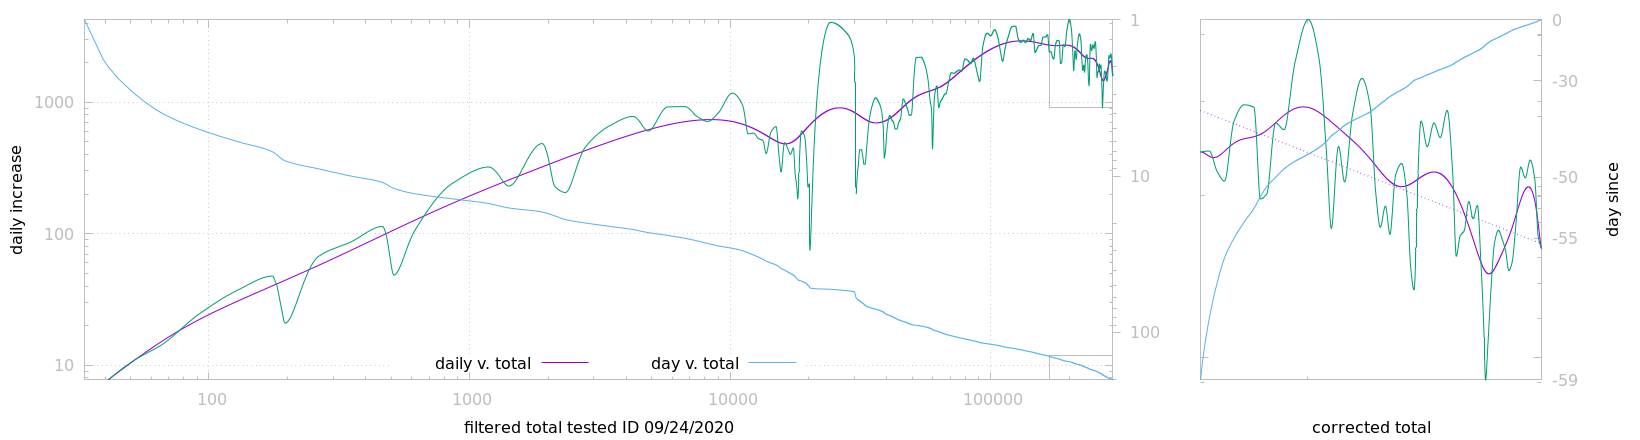 daily increase
1000
100
10
100
1000
10000
100000
filtered total tested ID 09/24/2020
daily v. total
day v. total
1
10
100
0
-30
-50
-55
-59
day since
corrected total